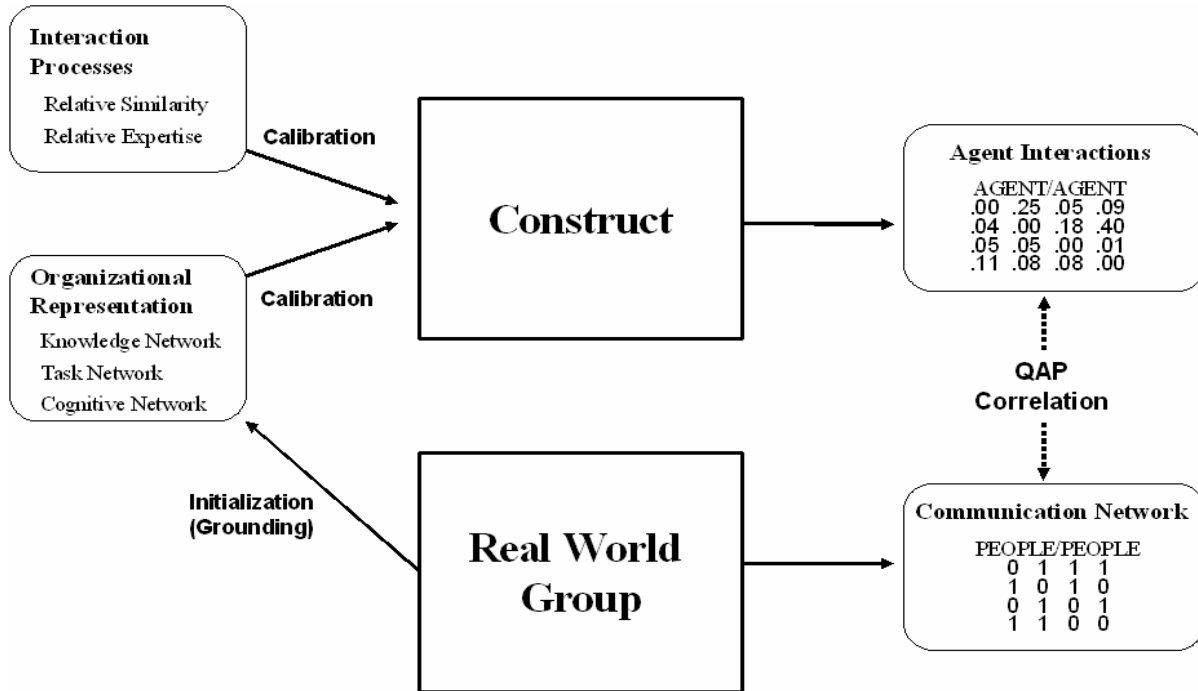 Interaction
Processes
Relative Similarity
Relative Expertise
Calibration
Organizational
Representation
Knowledge Network
Task Network
Cognitive Network
Calibration
Initialization
(Grounding)
Construct
Real World
Group
Agent Interactions
AGENT/AGENT
.00 .25 .05 .09
.04 .00 .18 .40
.05 .05 .00 .01
.11 .08 .08 .00
QAP
Correlation
Communication Network
PEOPLE/PEOPLE
0 1 1 1
1 0 1 0
0 1 0 1
1 1 0 0